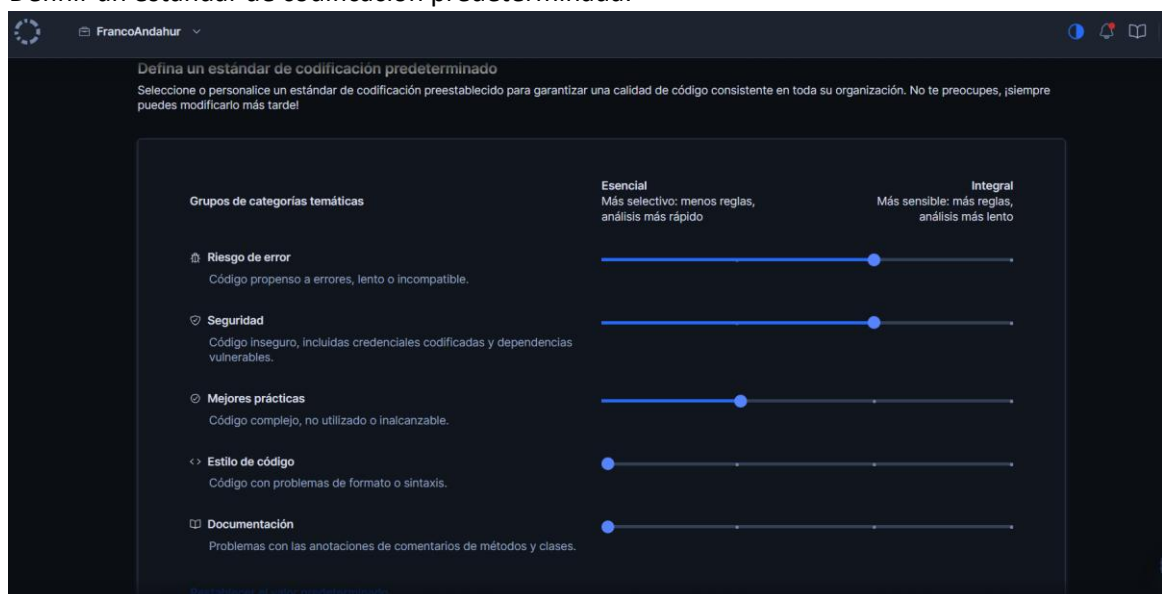 Definir un estándar de codificación predeterminada.
FrancoAndahur
Defina un estándar de codificación predeterminado
Seleccione o personalice un estándar de codificación preestablecido para garantizar una calidad de código consistente en toda su organización. No te preocupes, ¡siempre
puedes modificarlo más tarde!
Grupos de categorías temáticas
Esencial
Más selectivo: menos reglas,
análisis más rápido
Integral
Más sensible: más reglas,
análisis más lento
Riesgo de error
Código propenso a errores, lento o incompatible.
Seguridad
Código inseguro, incluidas credenciales codificadas y dependencias
vulnerables.
Mejores prácticas
Código complejo, no utilizado o inalcanzable.
Estilo de código
Código con problemas de formato o sintaxis.
Documentación
Problemas con las anotaciones de comentarios de métodos y clases.